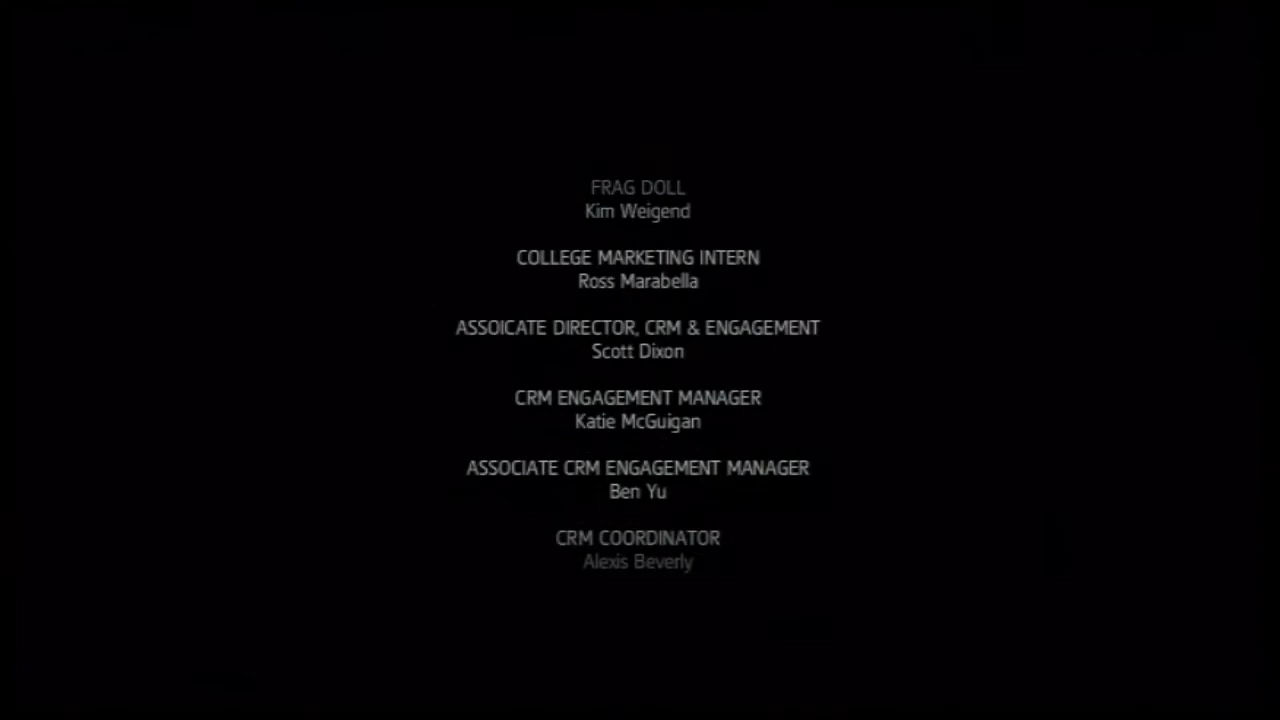 FRAG DOLL
Kim Weigend
COLLEGE MARKETING INTERN
Ross Marabella
ASSOICATE DIRECTOR, CRM & ENGAGEMENT
Scott Dixon
CRM ENGAGEMENT MANAGER
Katie McGuigan
ASSOCIATE CRM ENGAGEMENT MANAGER
Ben Yu
CRM COORDINATOR
Alexis Beverly